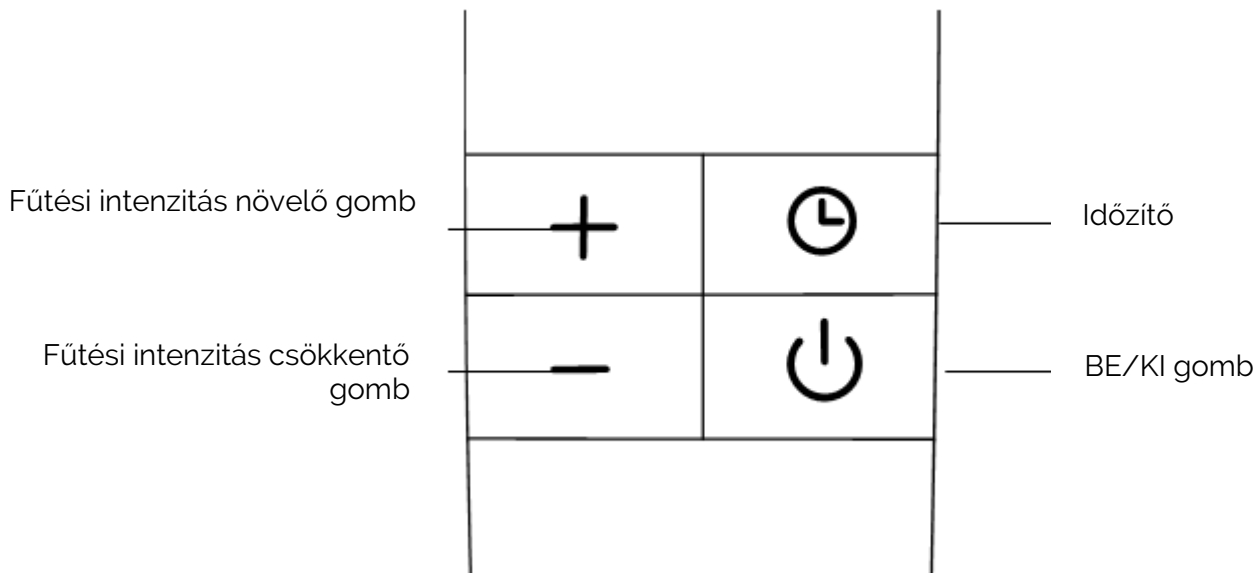 Fűtési intenzitás növelő gomb
Időzítő
Fűtési intenzitás csökkentő
gomb
BE/KI gomb